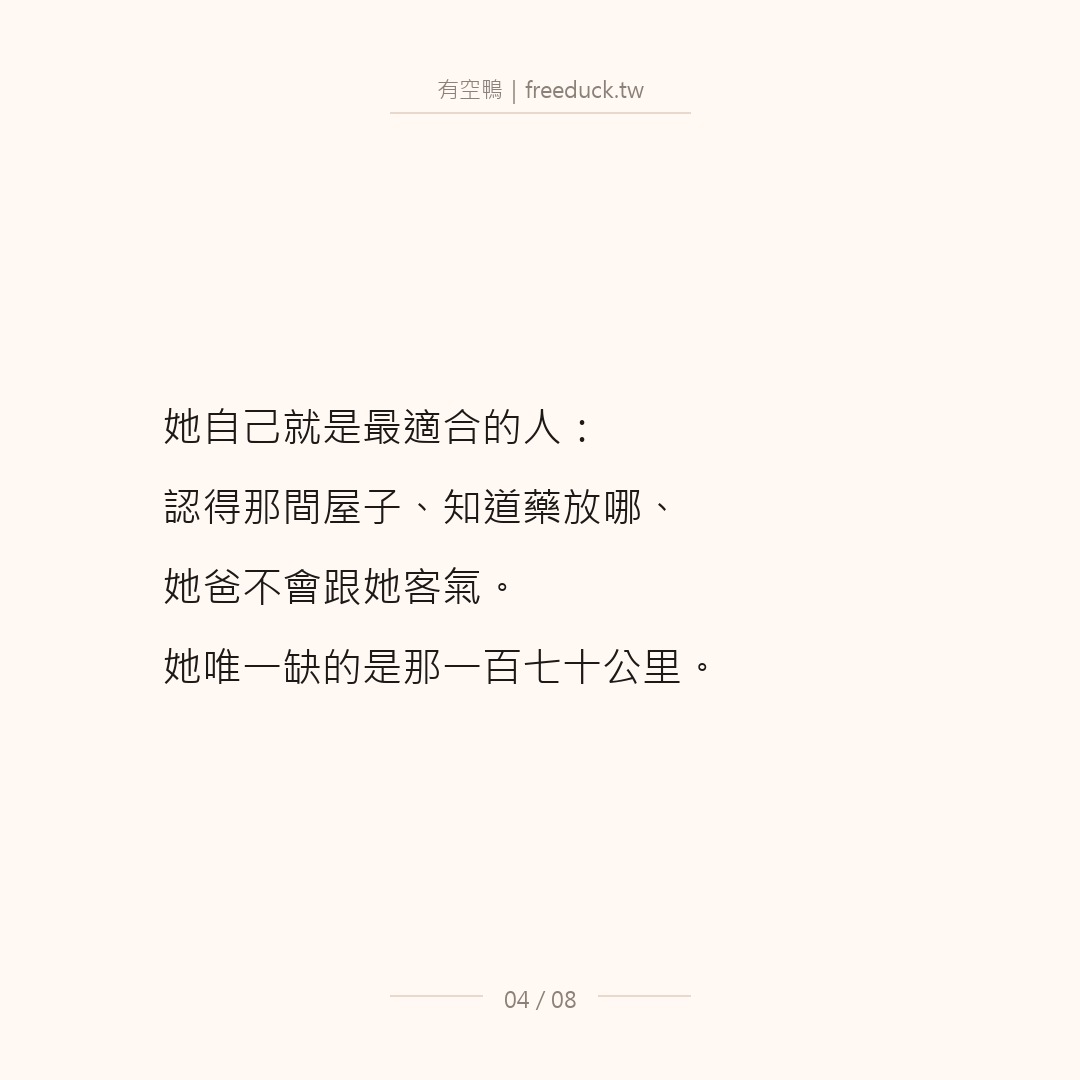 有空鴨 | freeduck.tw
她自己就是最適合的人：
認得那間屋子、知道藥放哪、
她爸不會跟她客氣。
她唯一缺的是那一百七十公里。
04 / 08